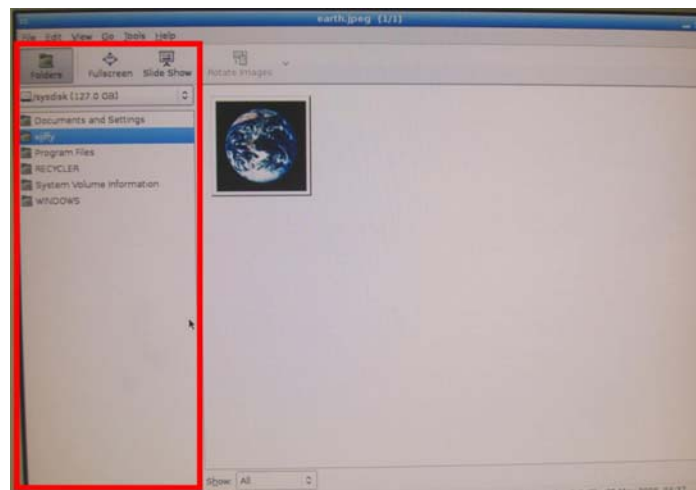 earth.jpeg (1/1)
File Edit View Go Tools Help
Folders Fullscreen Slide Show Rotate Images
/sysdisk (127.0 GB)
Documents and Settings
Program Files
RECYCLER
System Volume Information
WINDOWS
Show: All